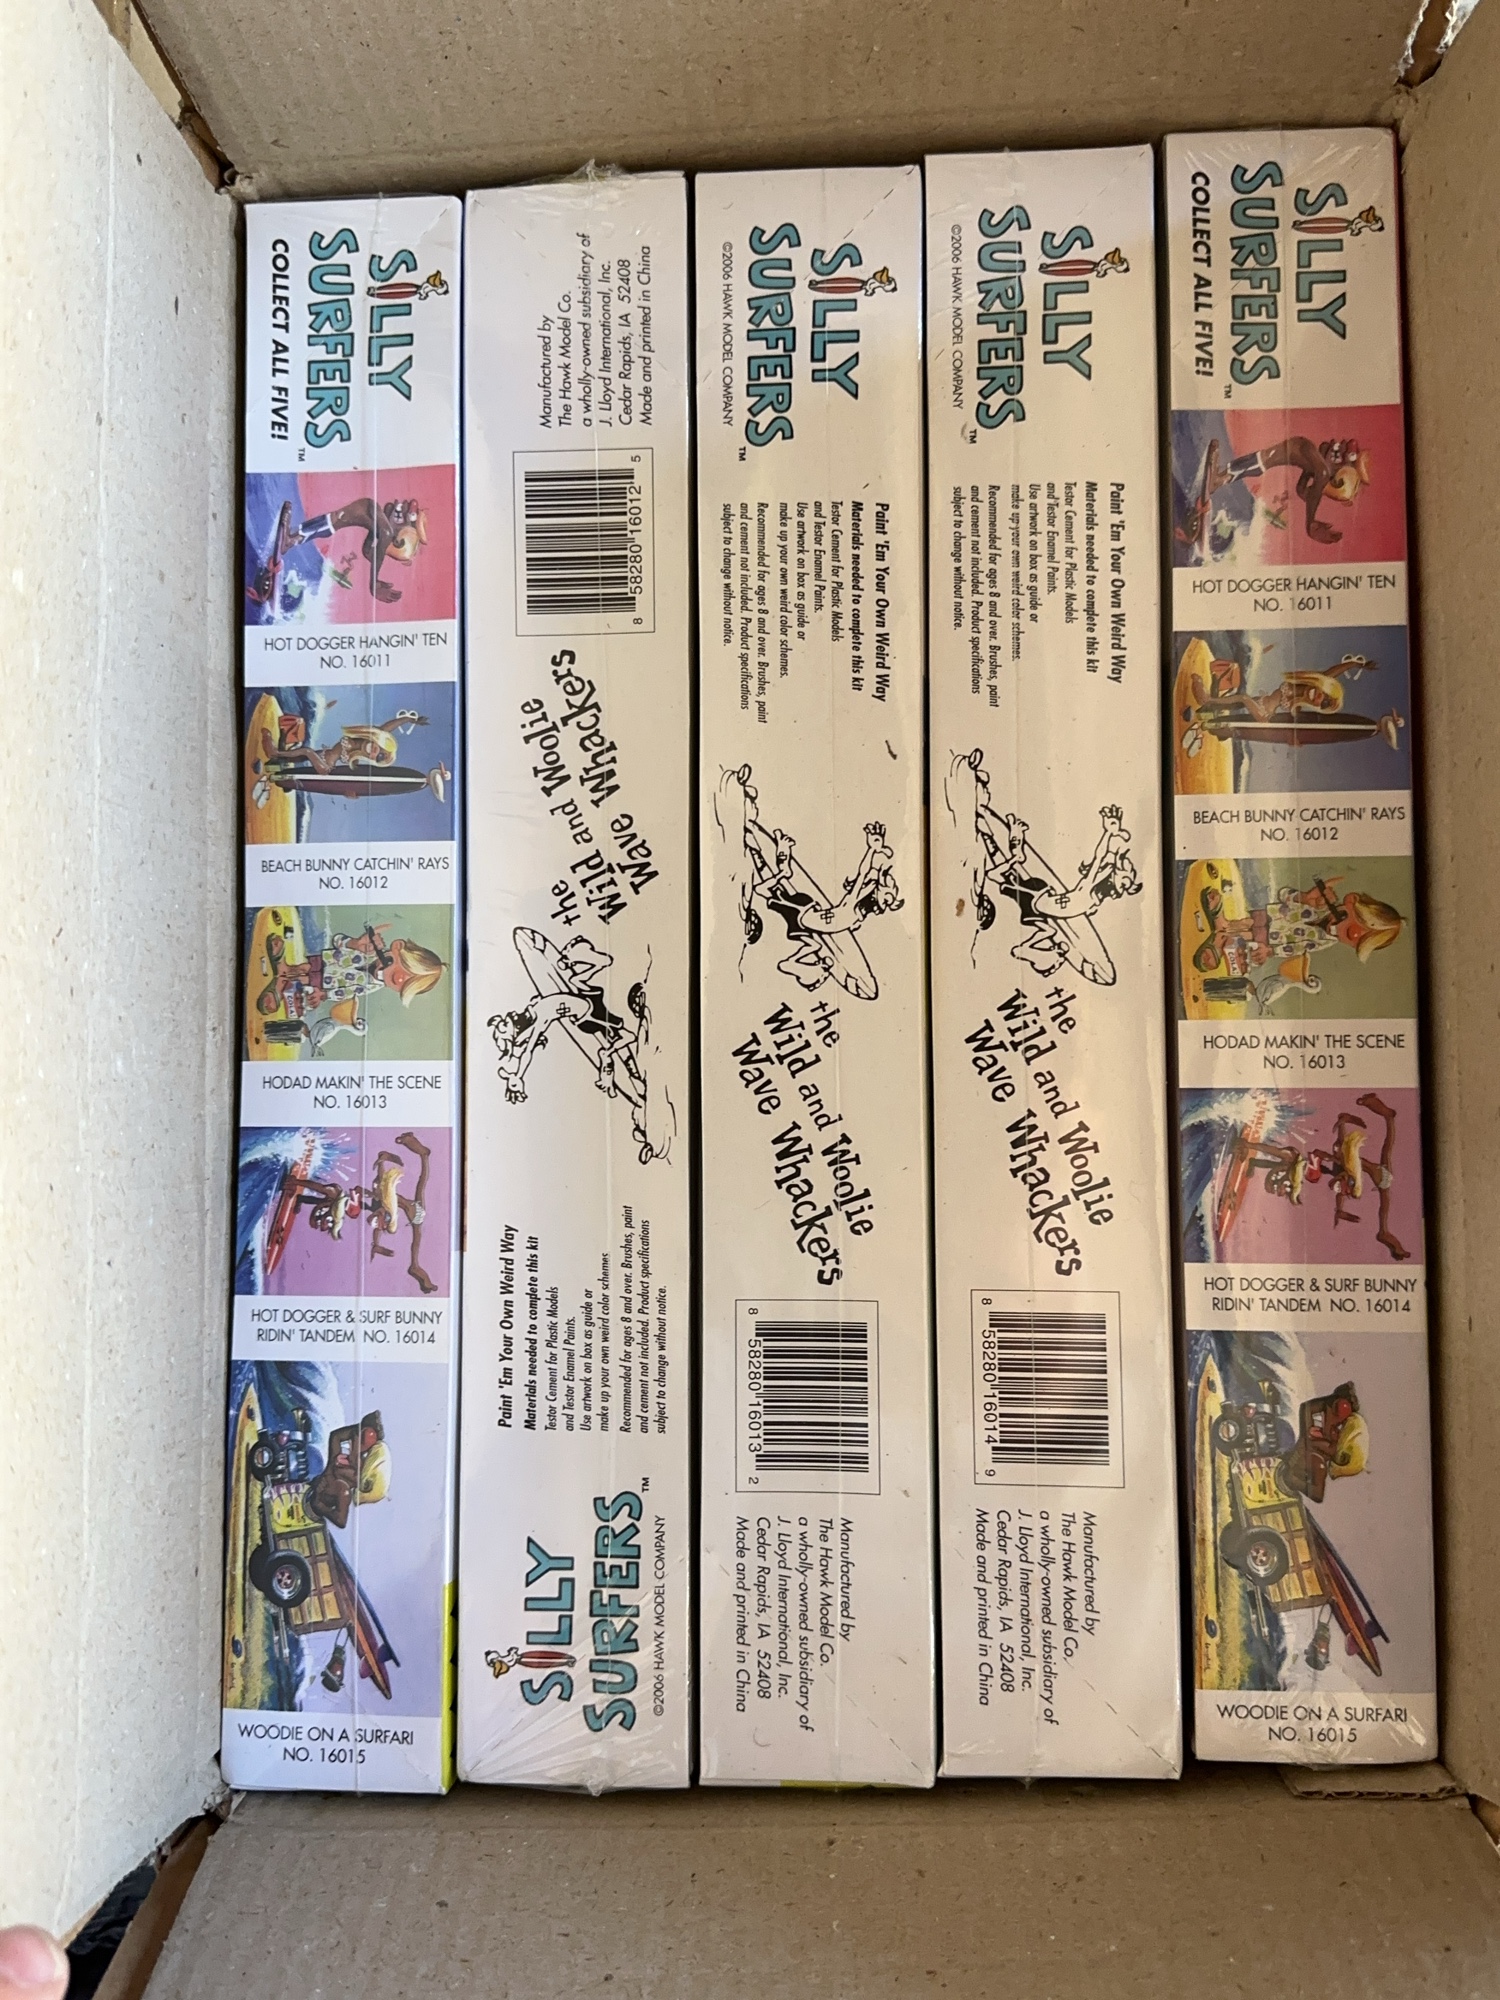 SILLY
SURFERS™
COLLECT ALL FIVE!
HOT DOGGER HANGIN' TEN
NO. 16011
BEACH BUNNY CATCHIN' RAYS
NO. 16012
HODAD MAKIN' THE SCENE
NO. 16013
HOT DOGGER & SURF BUNNY
RIDIN' TANDEM NO. 16014
WOODIE ON A SURFARI
NO. 16015
SILLY
SURFERS™
©2006 HAWK MODEL COMPANY
Paint 'Em Your Own Weird Way
Materials needed to complete this kit
Testor Cement for Plastic Models
and Testor Enamel Paints.
Use artwork on box as guide or
make up your own weird color schemes.
Recommended for ages 8 and over. Brushes, paint
and cement not included. Product specifications
subject to change without notice.
the
Wild and Woolie
Wave Whackers
8 58280 16012 5
Manufactured by
The Hawk Model Co.
a wholly-owned subsidiary of
J. Lloyd International, Inc.
Cedar Rapids, IA 52408
Made and printed in China
SILLY
SURFERS™
©2006 HAWK MODEL COMPANY
Paint 'Em Your Own Weird Way
Materials needed to complete this kit
Testor Cement for Plastic Models
and Testor Enamel Paints.
Use artwork on box as guide or
make up your own weird color schemes.
Recommended for ages 8 and over. Brushes, paint
and cement not included. Product specifications
subject to change without notice.
the
Wild and Woolie
Wave Whackers
8 58280 16013 2
Manufactured by
The Hawk Model Co.
a wholly-owned subsidiary of
J. Lloyd International, Inc.
Cedar Rapids, IA 52408
Made and printed in China
SILLY
SURFERS™
©2006 HAWK MODEL COMPANY
Paint 'Em Your Own Weird Way
Materials needed to complete this kit
Testor Cement for Plastic Models
and Testor Enamel Paints.
Use artwork on box as guide or
make up your own weird color schemes.
Recommended for ages 8 and over. Brushes, paint
and cement not included. Product specifications
subject to change without notice.
the
Wild and Woolie
Wave Whackers
8 58280 16014 9
Manufactured by
The Hawk Model Co.
a wholly-owned subsidiary of
J. Lloyd International, Inc.
Cedar Rapids, IA 52408
Made and printed in China
SILLY
SURFERS™
COLLECT ALL FIVE!
HOT DOGGER HANGIN' TEN
NO. 16011
BEACH BUNNY CATCHIN' RAYS
NO. 16012
HODAD MAKIN' THE SCENE
NO. 16013
HOT DOGGER & SURF BUNNY
RIDIN' TANDEM NO. 16014
WOODIE ON A SURFARI
NO. 16015